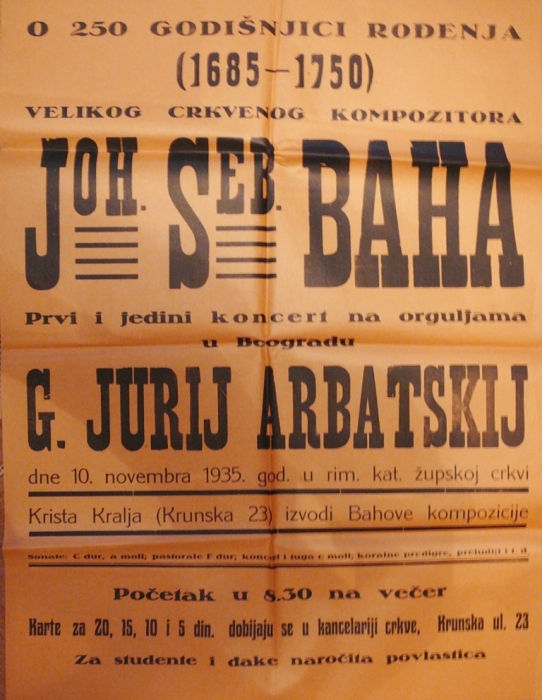 O 250 GODIŠNJICI ROĐENJA
(1685—1750)
VELIKOG CRKVENOG KOMPOZITORA
JOH. SEB. BAHA
Prvi i jedini koncert na orguljama
u Beogradu
G. JURIJ ARBATSKIJ
dne 10. novembra 1935. god. u rim. kat. župskoj crkvi
Krista Kralja (Krunska 23) izvodi Bahove kompozicije
Sonate: C dur, a moll; pastorale F dur; koncert i fuga c moll; koralne predigre, preludiji i t d.
Početak u 8.30 na večer
Karte za 20, 15, 10 i 5 din. dobijaju se u kancelariji crkve, Krunska ul. 23
Za studente i đake naročita povlastica